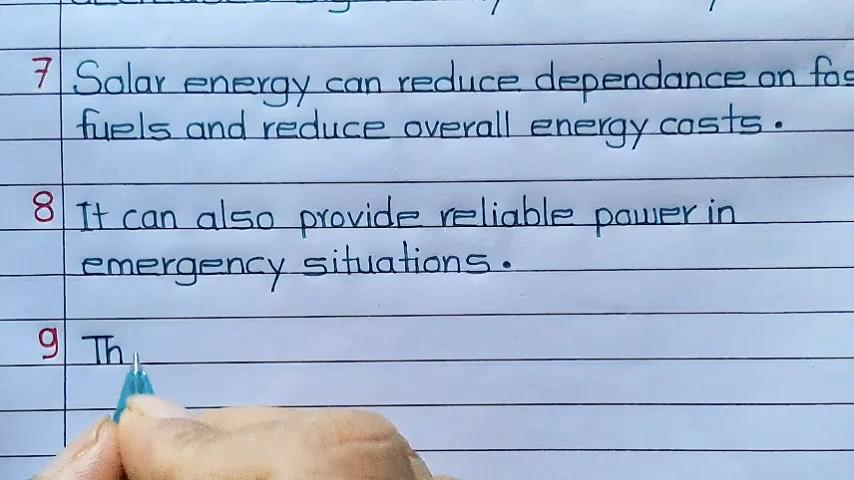 7 Solar energy can reduce dependance on fos
fuels and reduce overall energy costs.
8 It can also provide reliable power in
emergency situations.
9 Th